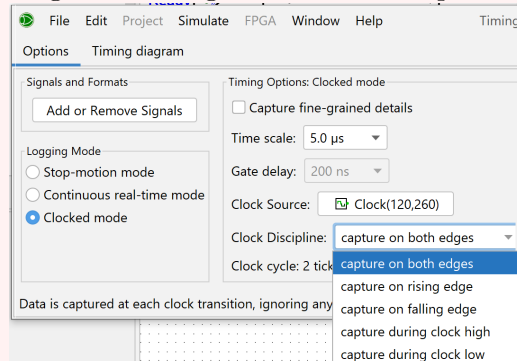 File Edit Project Simulate FPGA Window Help Timing
Options Timing diagram
Signals and Formats
Add or Remove Signals
Logging Mode
Stop-motion mode
Continuous real-time mode
Clocked mode
Timing Options: Clocked mode
Capture fine-grained details
Time scale: 5.0 µs
Gate delay: 200 ns
Clock Source: Clock(120,260)
Clock Discipline: capture on both edges
Clock cycle: 2 tick
capture on both edges
capture on rising edge
capture on falling edge
capture during clock high
capture during clock low
Data is captured at each clock transition, ignoring any